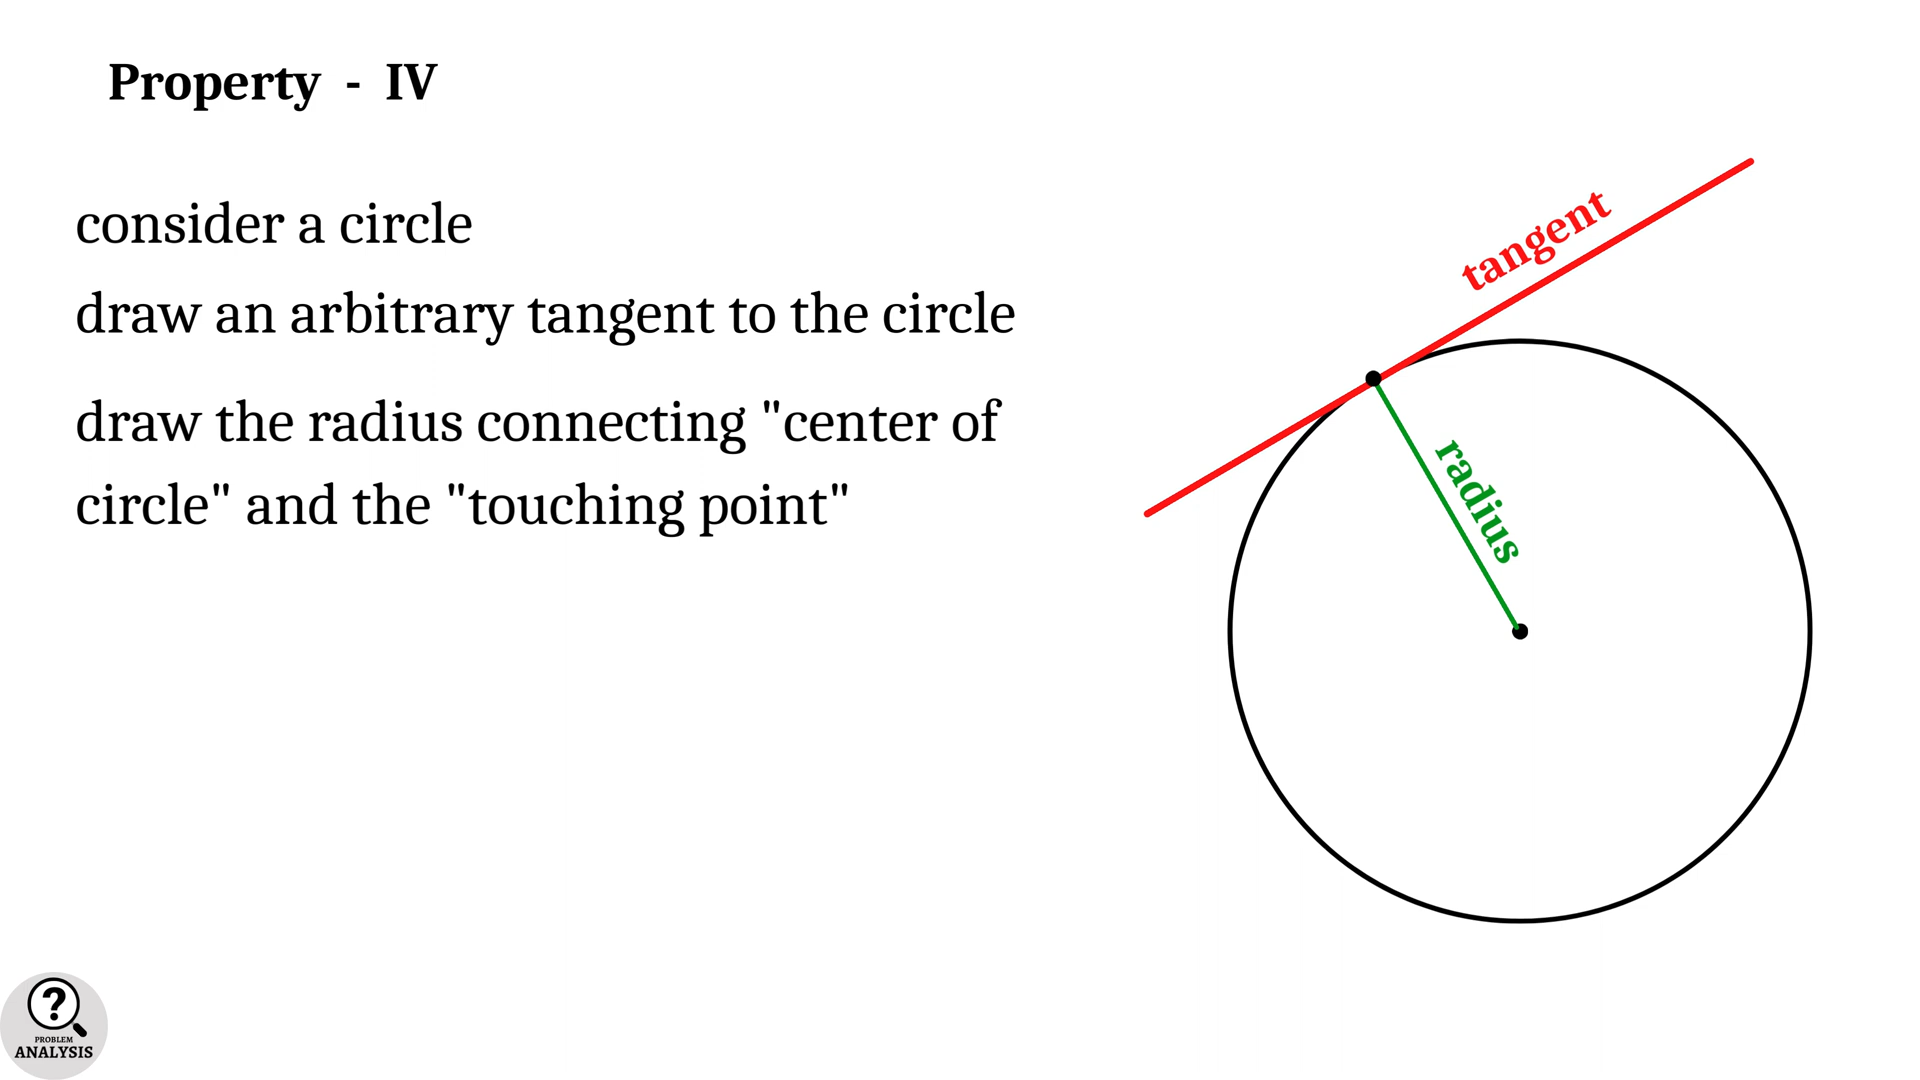 Property - IV
consider a circle
draw an arbitrary tangent to the circle
draw the radius connecting "center of
circle" and the "touching point"
tangent
radius
?
PROBLEM
ANALYSIS